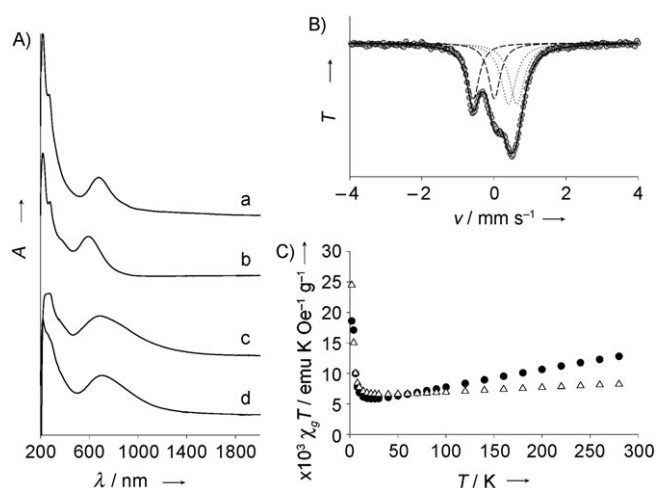 A)
A
a
b
c
d
200 600 1000 1400 1800
λ / nm
B)
T
−4 −2 0 2 4
v / mm s⁻¹
C)
x10³ χgT / emu K Oe⁻¹ g⁻¹
30
25
20
15
10
5
0
0 50 100 150 200 250 300
T / K